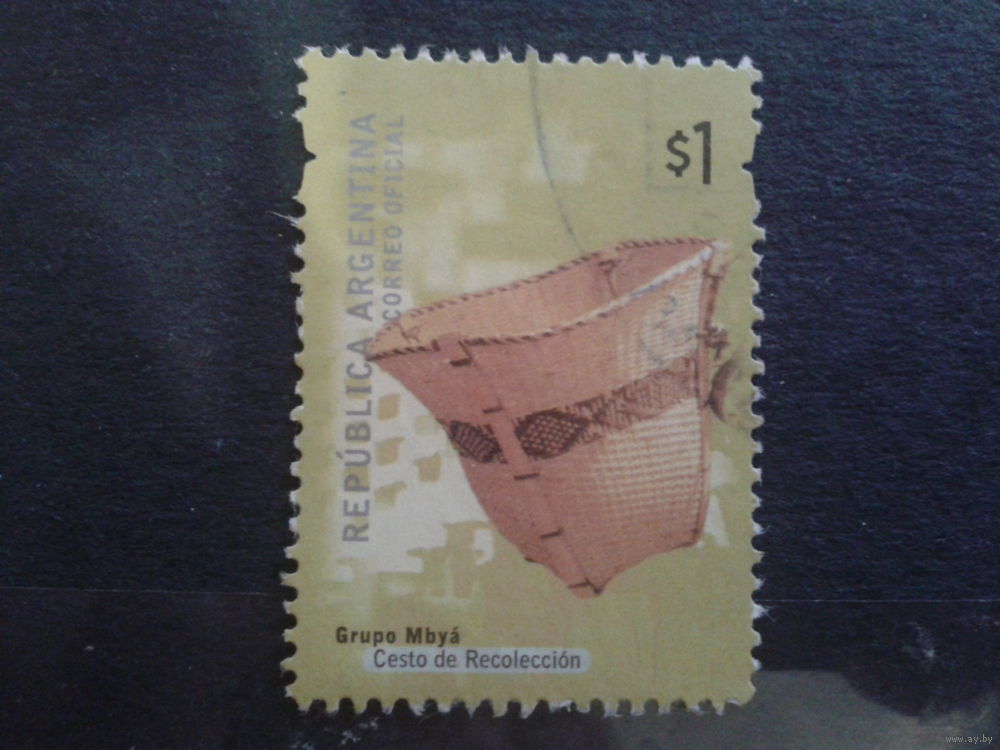 $1
REPÚBLICA ARGENTINA
CORREO OFICIAL
Grupo Mbyá
Cesto de Recolección
www.ay.by